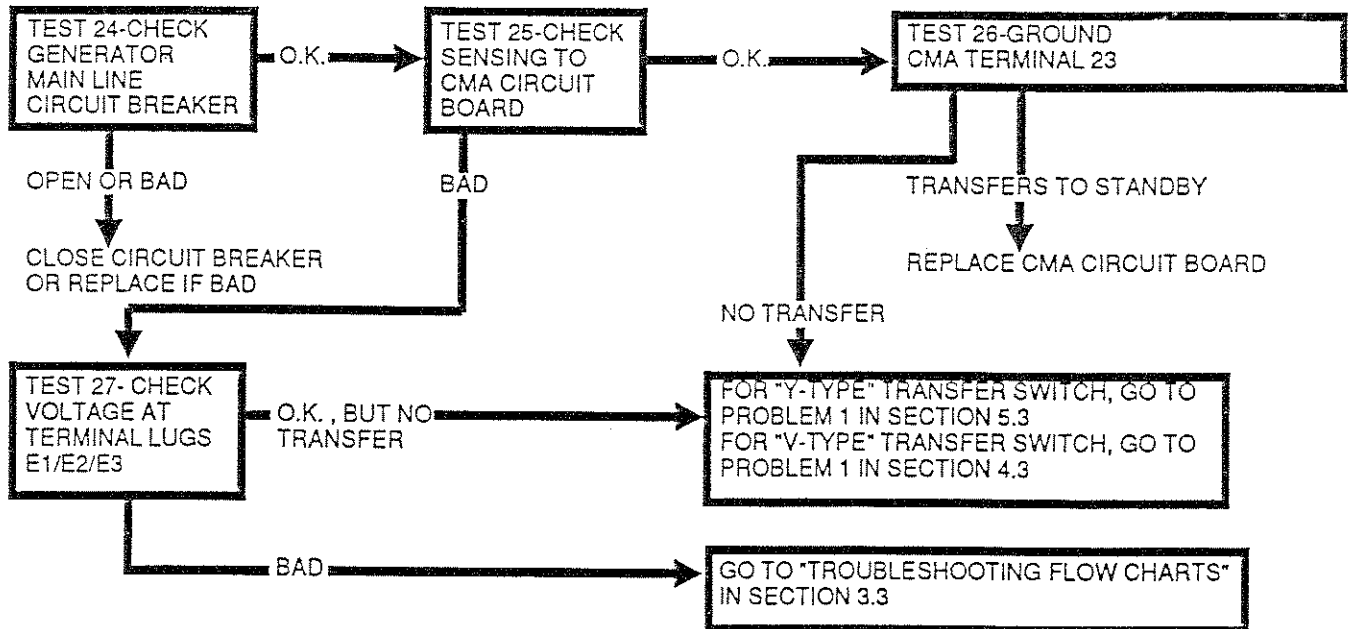 TEST 24-CHECK
GENERATOR
MAIN LINE
CIRCUIT BREAKER
O.K.
TEST 25-CHECK
SENSING TO
CMA CIRCUIT
BOARD
O.K.
TEST 26-GROUND
CMA TERMINAL 23
OPEN OR BAD
CLOSE CIRCUIT BREAKER
OR REPLACE IF BAD
BAD
TRANSFERS TO STANDBY
REPLACE CMA CIRCUIT BOARD
NO TRANSFER
TEST 27- CHECK
VOLTAGE AT
TERMINAL LUGS
E1/E2/E3
O.K. , BUT NO
TRANSFER
FOR "Y-TYPE" TRANSFER SWITCH, GO TO
PROBLEM 1 IN SECTION 5.3
FOR "V-TYPE" TRANSFER SWITCH, GO TO
PROBLEM 1 IN SECTION 4.3
BAD
GO TO "TROUBLESHOOTING FLOW CHARTS"
IN SECTION 3.3